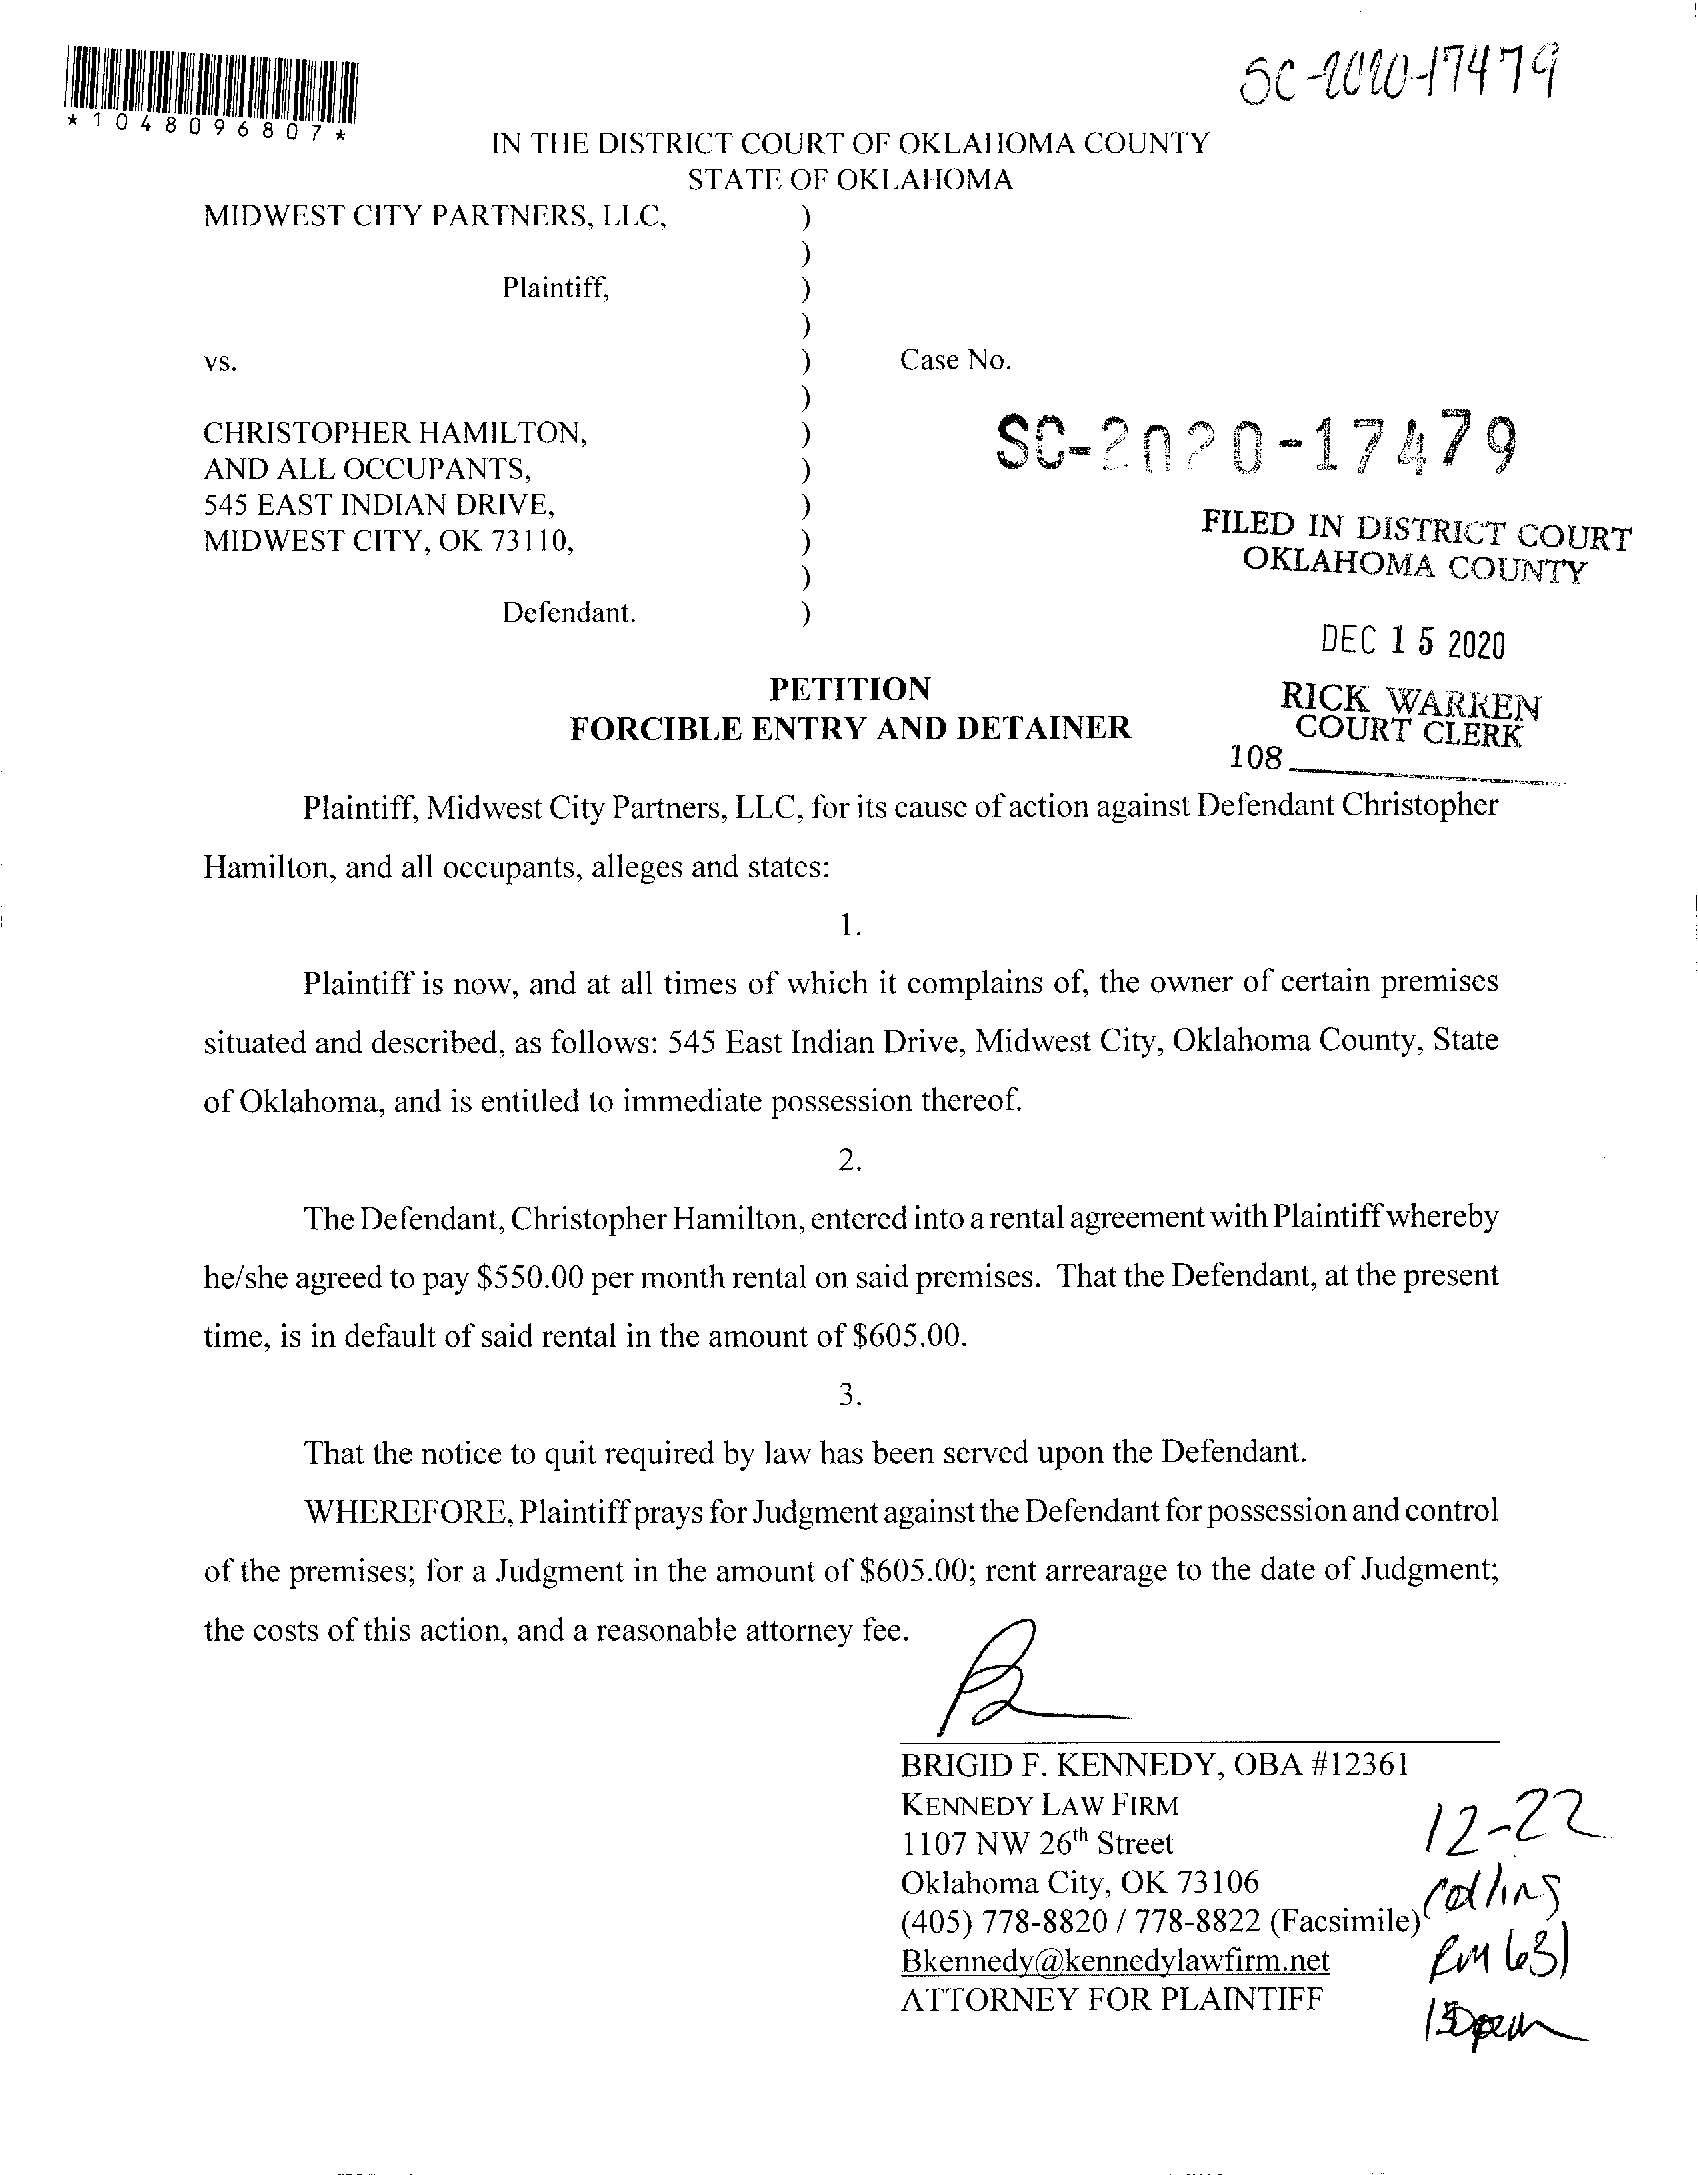 SC-2020-17479
*1048096807*
IN THE DISTRICT COURT OF OKLAHOMA COUNTY
STATE OF OKLAHOMA
MIDWEST CITY PARTNERS, LLC, )
)
Plaintiff, )
)
vs. ) Case No.
)
CHRISTOPHER HAMILTON, )
SC-2020-17479
AND ALL OCCUPANTS, )
545 EAST INDIAN DRIVE, )
MIDWEST CITY, OK 73110, )
)
Defendant. )
FILED IN DISTRICT COURT
OKLAHOMA COUNTY
DEC 15 2020
RICK WARREN
COURT CLERK
108
PETITION
FORCIBLE ENTRY AND DETAINER
Plaintiff, Midwest City Partners, LLC, for its cause of action against Defendant Christopher
Hamilton, and all occupants, alleges and states:
1.
Plaintiff is now, and at all times of which it complains of, the owner of certain premises
situated and described, as follows: 545 East Indian Drive, Midwest City, Oklahoma County, State
of Oklahoma, and is entitled to immediate possession thereof.
2.
The Defendant, Christopher Hamilton, entered into a rental agreement with Plaintiff whereby
he/she agreed to pay $550.00 per month rental on said premises. That the Defendant, at the present
time, is in default of said rental in the amount of $605.00.
3.
That the notice to quit required by law has been served upon the Defendant.
WHEREFORE, Plaintiff prays for Judgment against the Defendant for possession and control
of the premises; for a Judgment in the amount of $605.00; rent arrearage to the date of Judgment;
the costs of this action, and a reasonable attorney fee.
BRIGID F. KENNEDY, OBA #12361
KENNEDY LAW FIRM
1107 NW 26th Street
Oklahoma City, OK 73106
(405) 778-8820 / 778-8822 (Facsimile)
Bkennedy@kennedylawfirm.net
ATTORNEY FOR PLAINTIFF
12-22
Collins
RM 631